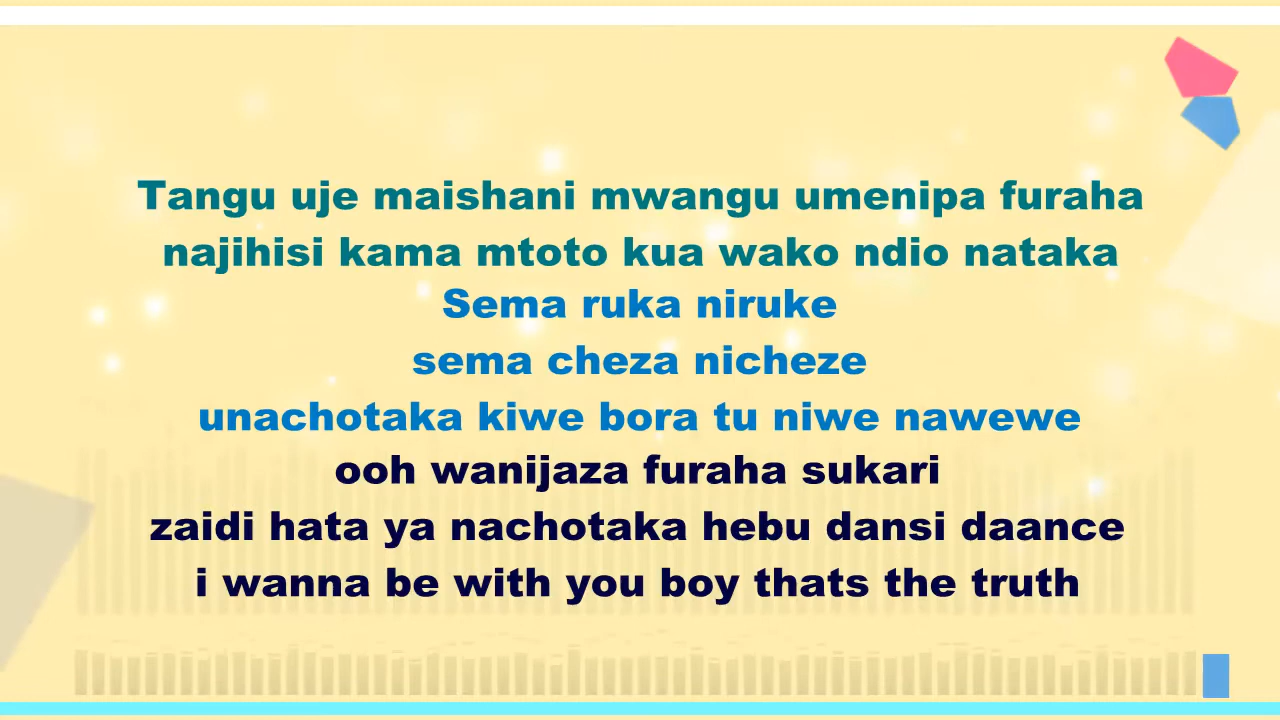 Tangu uje maishani mwangu umenipa furaha
najihisi kama mtoto kua wako ndio nataka
Sema ruka niruke
sema cheza nicheze
unachotaka kiwe bora tu niwe nawewe
ooh wanijaza furaha sukari
zaidi hata ya nachotaka hebu dansi daance
i wanna be with you boy thats the truth